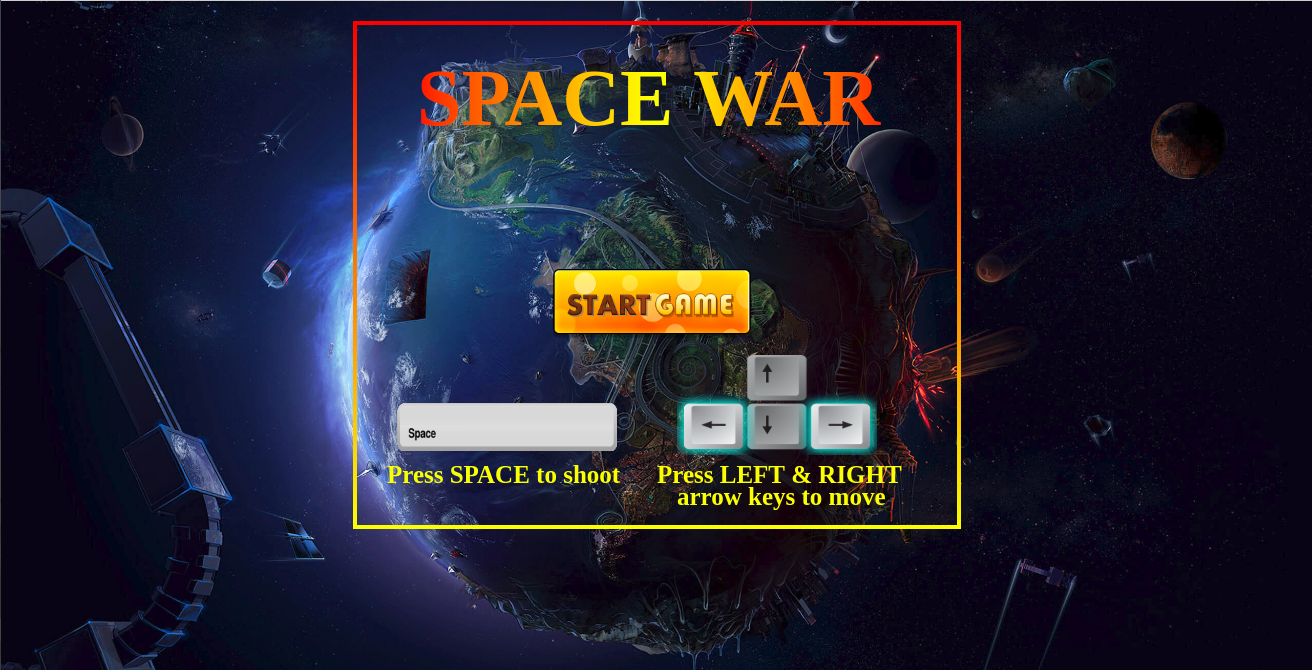 SPACE WAR
START GAME
Space
Press SPACE to shoot
Press LEFT & RIGHT
arrow keys to move